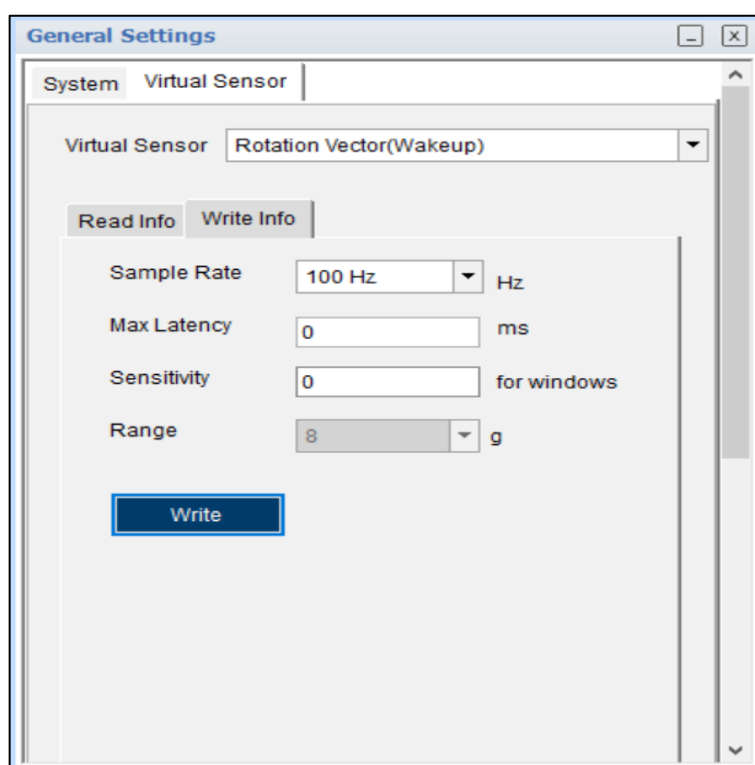 General Settings
System Virtual Sensor
Virtual Sensor Rotation Vector(Wakeup)
Read Info Write Info
Sample Rate 100 Hz Hz
Max Latency 0 ms
Sensitivity 0 for windows
Range 8 g
Write